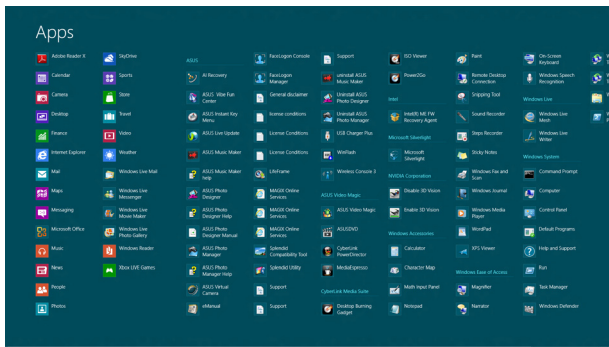 Apps
Adobe Reader X
Calendar
Camera
Desktop
Finance
Internet Explorer
Mail
Maps
Messaging
Microsoft Office
Music
News
People
Photos
SkyDrive
Sports
Store
Travel
Video
Weather
Windows Live Mail
Windows Live
Messenger
Windows Live
Movie Maker
Windows Live
Photo Gallery
Windows Reader
Xbox LIVE Games
ASUS
AI Recovery
ASUS Vibe Fun
Center
ASUS Instant Key
Menu
ASUS Live Update
ASUS Music Maker
ASUS Music Maker
help
ASUS Photo
Designer
ASUS Photo
Designer Help
ASUS Photo
Designer Manual
ASUS Photo
Manager
ASUS Photo
Manager Help
ASUS Virtual
Camera
eManual
FaceLogon Console
FaceLogon
Manager
General disclaimer
license conditions
License Conditions
License Conditions
LifeFrame
MAGIX Online
Services
MAGIX Online
Services
MAGIX Online
Services
Splendid
Compatibility Tool
Splendid Utility
Support
Support
Support
uninstall ASUS
Music Maker
Uninstall ASUS
Photo Designer
Uninstall ASUS
Photo Manager
USB Charger Plus
WinFlash
Wireless Console 3
ASUS Video Magic
ASUS Video Magic
ASUSDVD
CyberLink
PowerDirector
MediaEspresso
CyberLink Media Suite
Desktop Burning
Gadget
ISO Viewer
Power2Go
Intel
Intel(R) ME FW
Recovery Agent
Microsoft Silverlight
Microsoft
Silverlight
NVIDIA Corporation
Disable 3D Vision
Disable 3D Vision
Windows Accessories
Calculator
Character Map
Math Input Panel
Notepad
Paint
Remote Desktop
Connection
Snipping Tool
Sound Recorder
Steps Recorder
Sticky Notes
Windows Fax and
Scan
Windows Journal
Windows Media
Player
WordPad
XPS Viewer
Windows Ease of Access
Magnifier
Narrator
On-Screen
Keyboard
Windows Speech
Recognition
Windows Live
Windows Live
Mesh
Windows Live
Writer
Windows System
Command Prompt
Computer
Control Panel
Default Programs
Help and Support
Run
Task Manager
Windows Defender